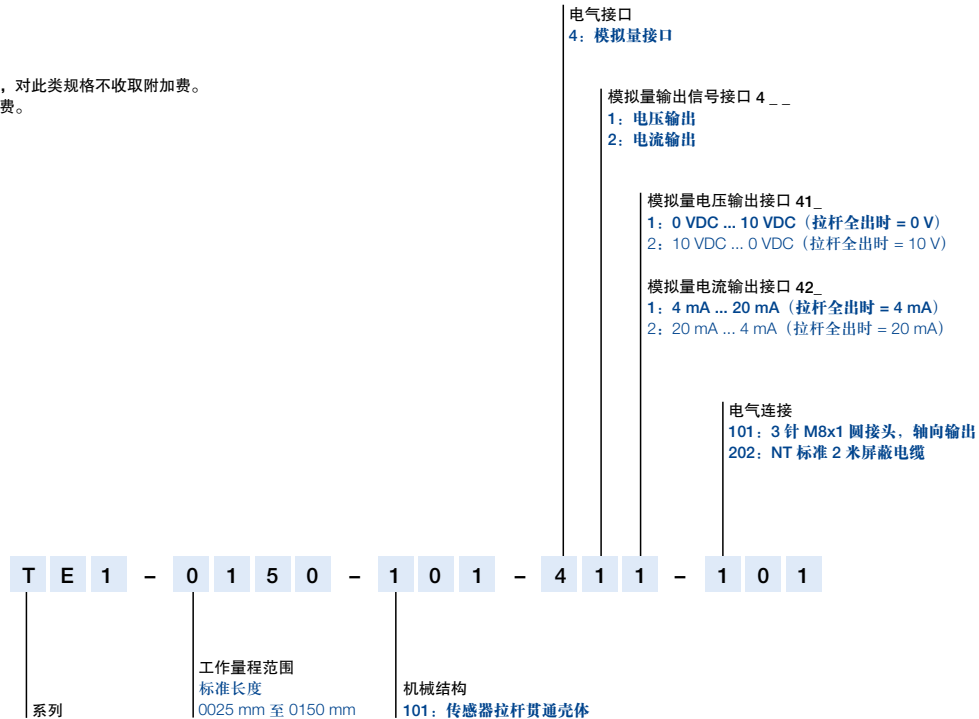 电气接口
4：模拟量接口
，对此类规格不收取附加费。
费。
模拟量输出信号接口 4 _ _
1：电压输出
2：电流输出
模拟量电压输出接口 41_
1：0 VDC ... 10 VDC（拉杆全出时 = 0 V）
2：10 VDC ... 0 VDC（拉杆全出时 = 10 V）
模拟量电流输出接口 42_
1：4 mA ... 20 mA（拉杆全出时 = 4 mA）
2：20 mA ... 4 mA（拉杆全出时 = 20 mA）
电气连接
101：3 针 M8x1 圆接头，轴向输出
202：NT 标准 2 米屏蔽电缆
T E 1 – 0 1 5 0 – 1 0 1 – 4 1 1 – 1 0 1
工作量程范围
标准长度
0025 mm 至 0150 mm
机械结构
101：传感器拉杆贯通壳体
系列